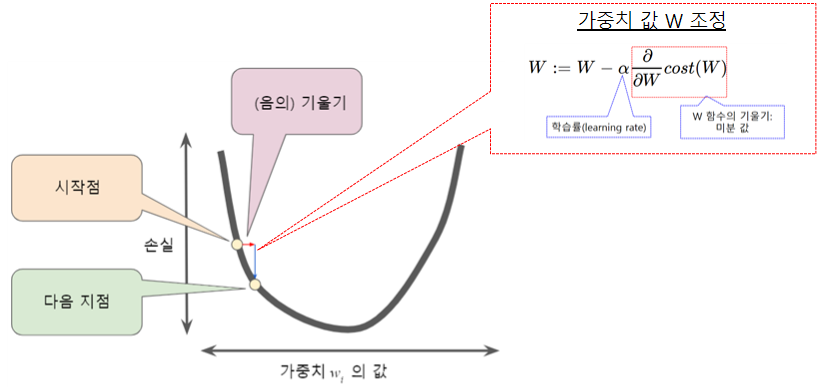 가중치 값 W 조정
W := W − α ∂/∂W cost(W)
학습률(learning rate)
W 함수의 기울기:
미분 값
(음의) 기울기
시작점
손실
다음 지점
가중치 wᵢ 의 값